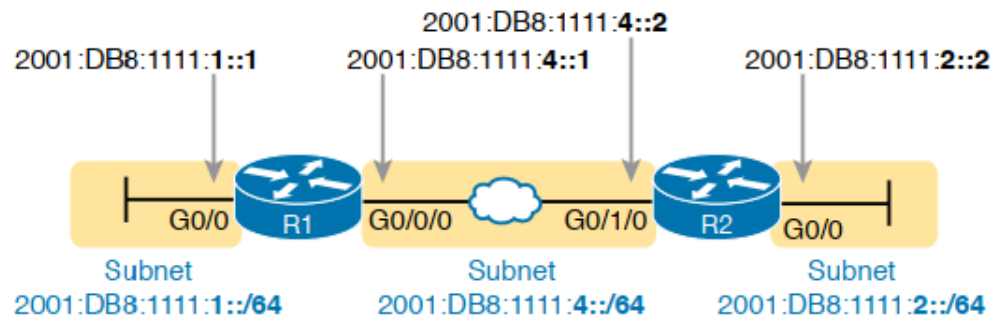 2001:DB8:1111:4::2
2001:DB8:1111:1::1
2001:DB8:1111:4::1
2001:DB8:1111:2::2
G0/0
R1
G0/0/0
G0/1/0
R2
G0/0
Subnet
2001:DB8:1111:1::/64
Subnet
2001:DB8:1111:4::/64
Subnet
2001:DB8:1111:2::/64